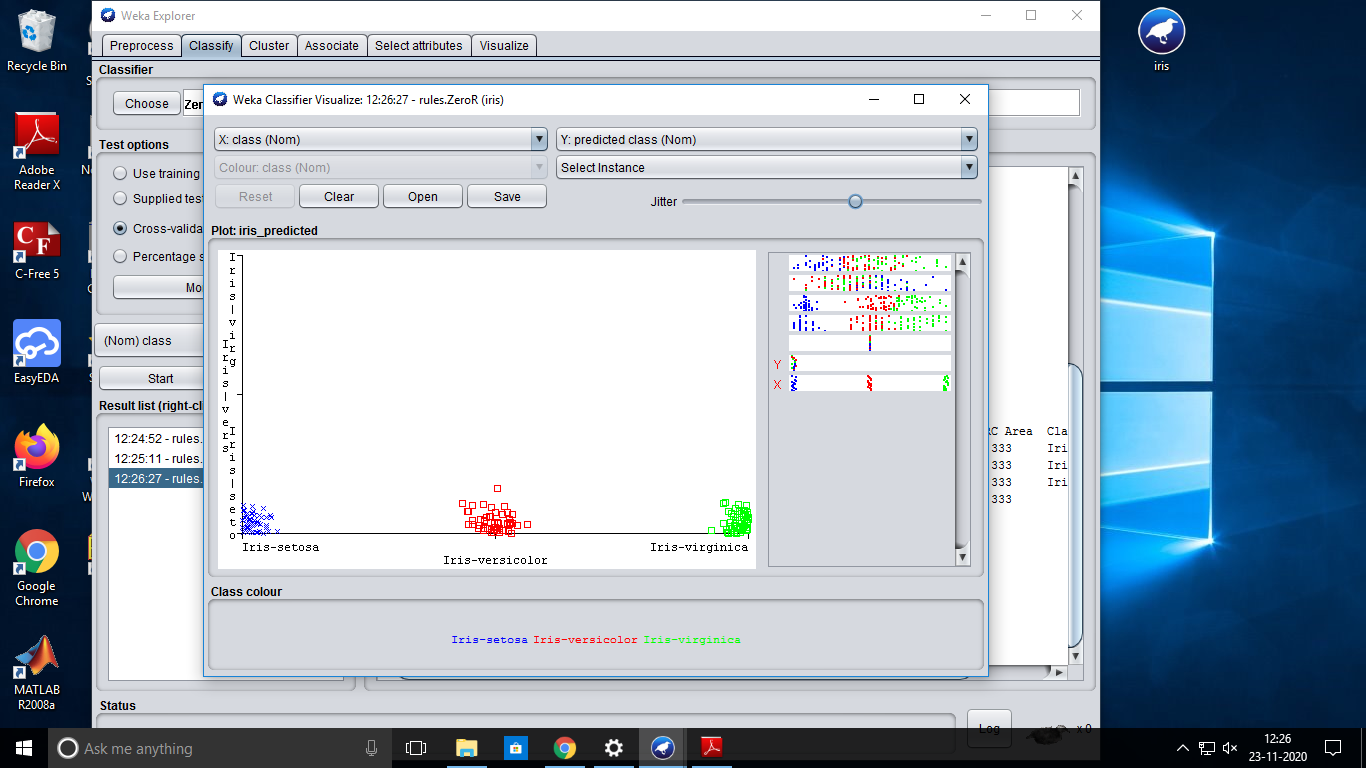 Recycle Bin
Adobe
Reader X
C-Free 5
EasyEDA
Firefox
Google
Chrome
MATLAB
R2008a
Weka Explorer
Preprocess Classify Cluster Associate Select attributes Visualize
Classifier
Choose Zer
Test options
Use training
Supplied tes
Cross-valida
Percentage s
Mo
(Nom) class
Start
Result list (right-cl
12:24:52 - rules.
12:25:11 - rules.
12:26:27 - rules.
Weka Classifier Visualize: 12:26:27 - rules.ZeroR (iris)
X: class (Nom) Y: predicted class (Nom)
Colour: class (Nom) Select Instance
Reset Clear Open Save Jitter
Plot: iris_predicted
Iris-virg
Iris-vers
Iris-seto
Y
X
Iris-setosa Iris-virginica
Iris-versicolor
Class colour
Iris-setosa Iris-versicolor Iris-virginica
RC Area Cla
333 Iri
333 Iri
333 Iri
333
Status
Log x 0
iris
Ask me anything
12:26
23-11-2020